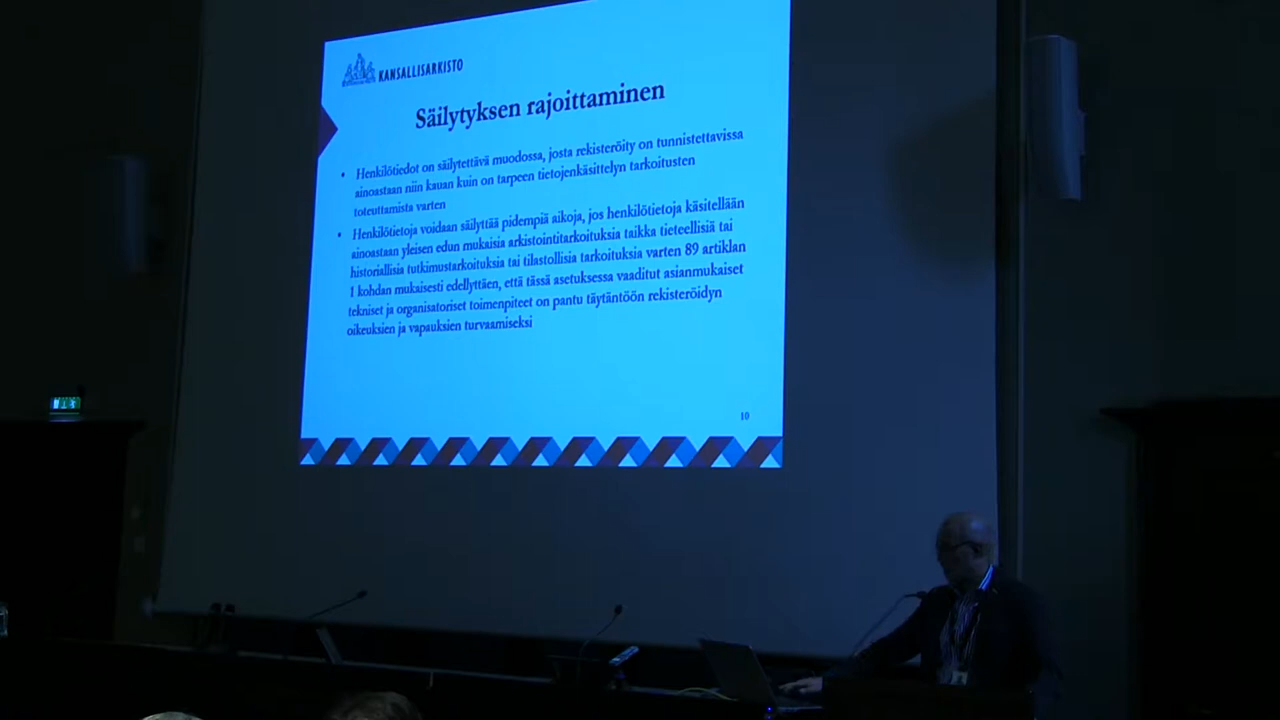 KANSALLISARKISTO
Säilytyksen rajoittaminen
• Henkilötiedot on säilytettävä muodossa, josta rekisteröity on tunnistettavissa
ainoastaan niin kauan kuin on tarpeen tietojenkäsittelyn tarkoitusten
toteuttamista varten
• Henkilötietoja voidaan säilyttää pidempiä aikoja, jos henkilötietoja käsitellään
ainoastaan yleisen edun mukaisia arkistointitarkoituksia taikka tieteellisiä tai
historiallisia tutkimustarkoituksia tai tilastollisia tarkoituksia varten 89 artiklan
1 kohdan mukaisesti edellyttäen, että tässä asetuksessa vaaditut asianmukaiset
tekniset ja organisatoriset toimenpiteet on pantu täytäntöön rekisteröidyn
oikeuksien ja vapauksien turvaamiseksi
10